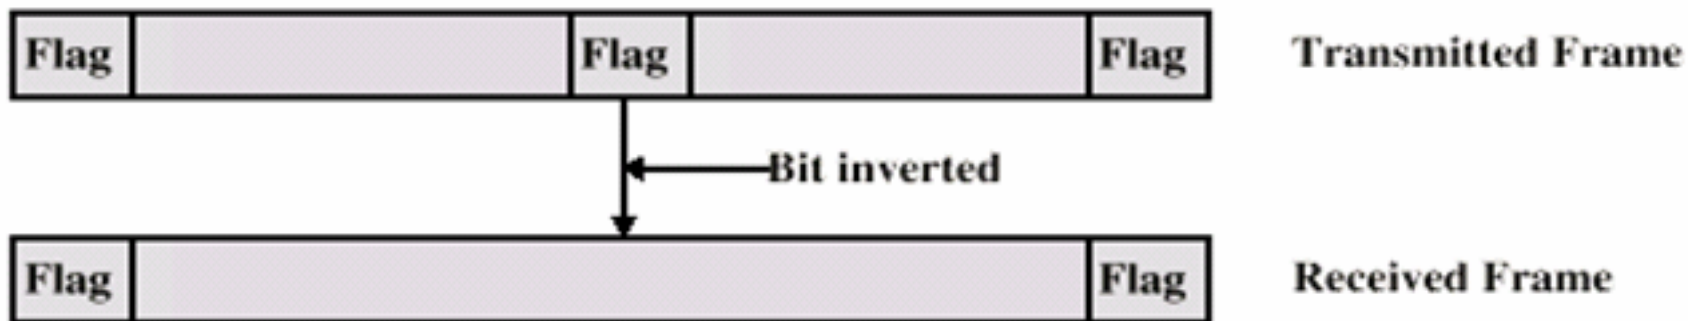 Flag Flag Flag Transmitted Frame
Bit inverted
Flag Flag Received Frame